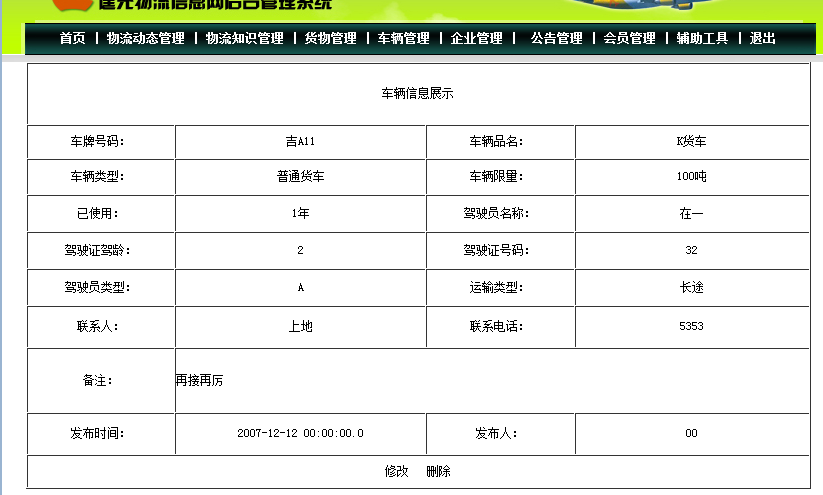 物流信息网后台管理系统
首页 | 物流动态管理 | 物流知识管理 | 货物管理 | 车辆管理 | 企业管理 | 公告管理 | 会员管理 | 辅助工具 | 退出
车辆信息展示
车牌号码： 吉A11 车辆品名： K货车
车辆类型： 普通货车 车辆限量： 100吨
已使用： 1年 驾驶员名称： 在一
驾驶证驾龄： 2 驾驶证号码： 32
驾驶员类型： A 运输类型： 长途
联系人： 上地 联系电话： 5353
备注： 再接再厉
发布时间： 2007-12-12 00:00:00.0 发布人： 00
修改 删除